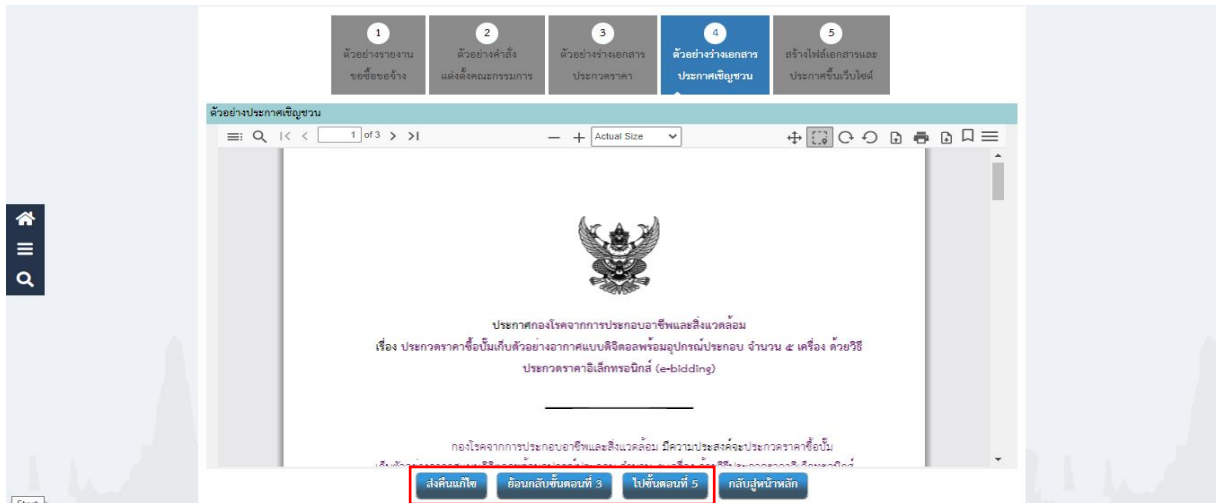 1
ตัวอย่างรายงาน
ขอซื้อขอจ้าง
2
ตัวอย่างคำสั่ง
แต่งตั้งคณะกรรมการ
3
ตัวอย่างร่างเอกสาร
ประกวดราคา
4
ตัวอย่างร่างเอกสาร
ประกาศเชิญชวน
5
สร้างไฟล์เอกสารและ
ประกาศขึ้นเว็บไซต์
ตัวอย่างประกาศเชิญชวน
1 of 3
Actual Size
ประกาศกองโรคจากการประกอบอาชีพและสิ่งแวดล้อม
เรื่อง ประกวดราคาซื้อปั๊มเก็บตัวอย่างอากาศแบบดิจิตอลพร้อมอุปกรณ์ประกอบ จำนวน ๕ เครื่อง ด้วยวิธี
ประกวดราคาอิเล็กทรอนิกส์ (e-bidding)
กองโรคจากการประกอบอาชีพและสิ่งแวดล้อม มีความประสงค์จะประกวดราคาซื้อปั๊ม
ส่งคืนแก้ไข
ย้อนกลับขั้นตอนที่ 3
ไปขั้นตอนที่ 5
กลับสู่หน้าหลัก